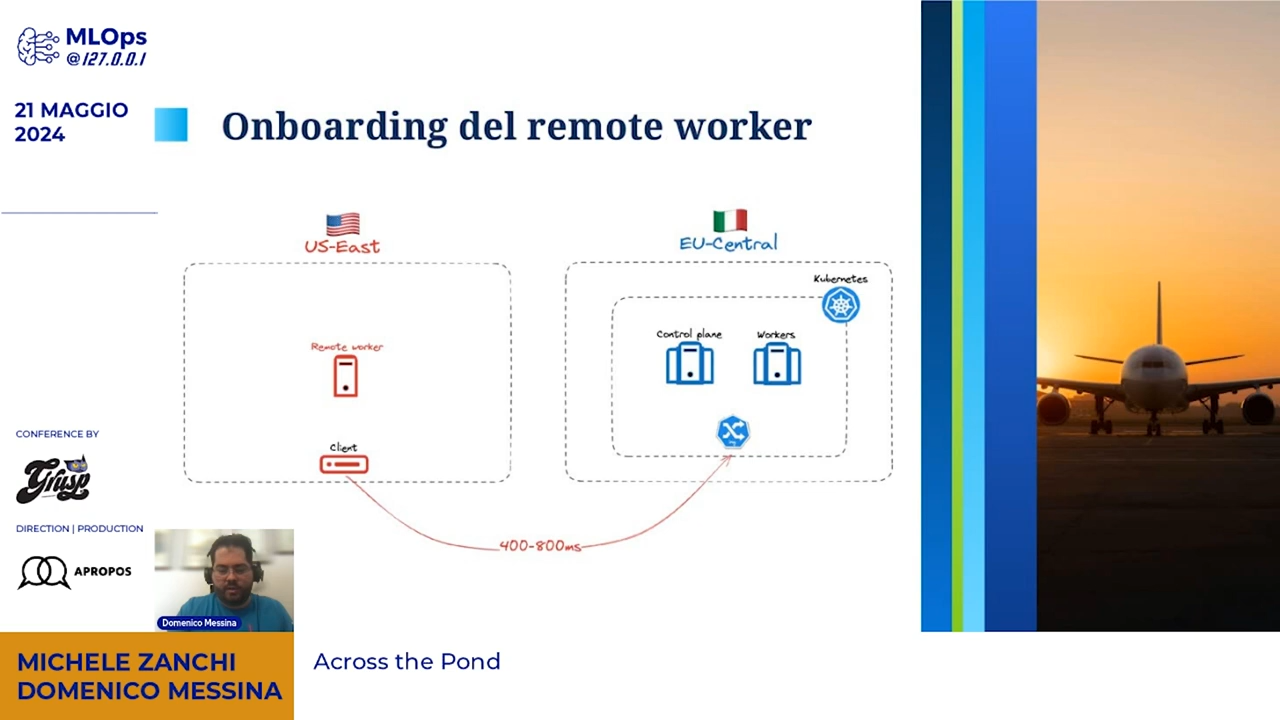 MLOps
@127.0.0.1
21 MAGGIO
2024
Onboarding del remote worker
US-East
EU-Central
Kubernetes
Remote worker
Control plane
Workers
Client
400-800ms
CONFERENCE BY
Grusp
DIRECTION | PRODUCTION
APROPOS
Domenico Messina
MICHELE ZANCHI
DOMENICO MESSINA
Across the Pond